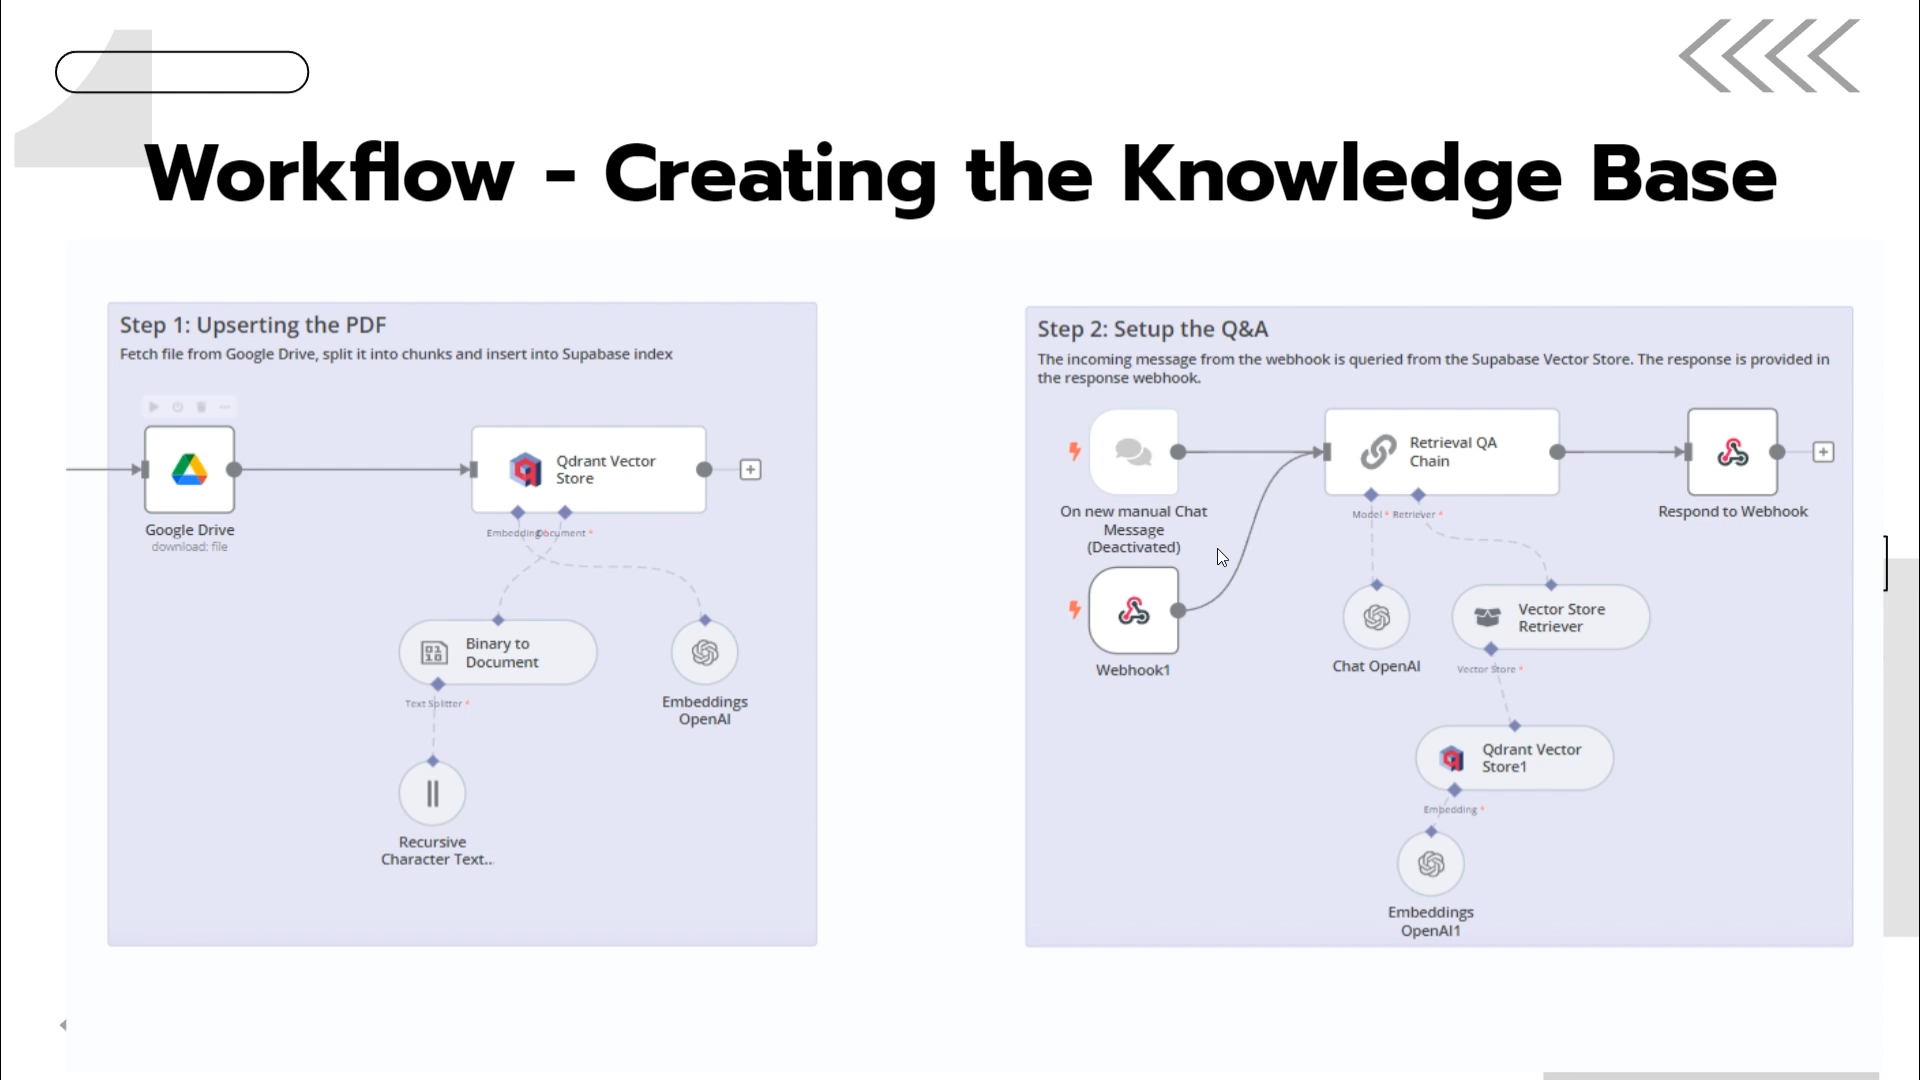 Workflow - Creating the Knowledge Base
Step 1: Upserting the PDF
Fetch file from Google Drive, split it into chunks and insert into Supabase index
Google Drive
download: file
Qdrant Vector
Store
Embedding
Document *
Binary to
Document
Text Splitter *
Embeddings
OpenAI
Recursive
Character Text...
Step 2: Setup the Q&A
The incoming message from the webhook is queried from the Supabase Vector Store. The response is provided in
the response webhook.
On new manual Chat
Message
(Deactivated)
Webhook1
Retrieval QA
Chain
Model * Retriever *
Respond to Webhook
Chat OpenAI
Vector Store
Retriever
Vector Store *
Qdrant Vector
Store1
Embedding *
Embeddings
OpenAI1